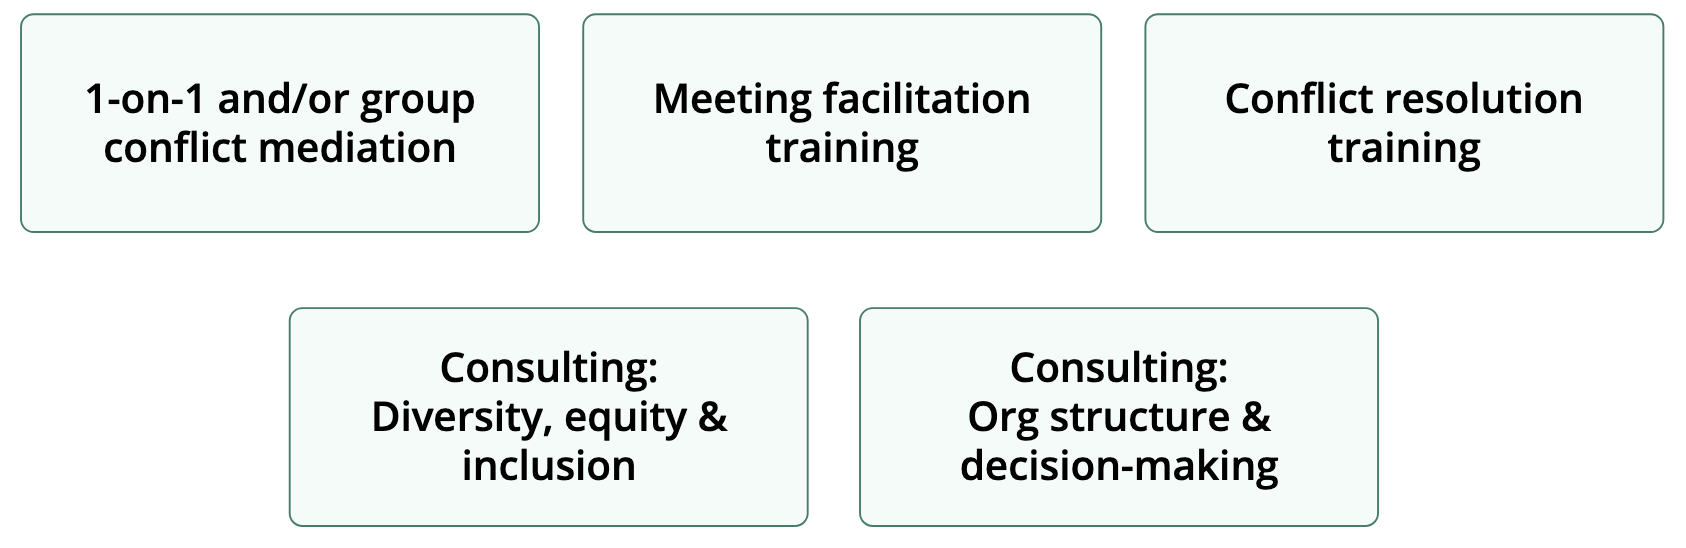 1-on-1 and/or group
conflict mediation
Meeting facilitation
training
Conflict resolution
training
Consulting:
Diversity, equity &
inclusion
Consulting:
Org structure &
decision-making